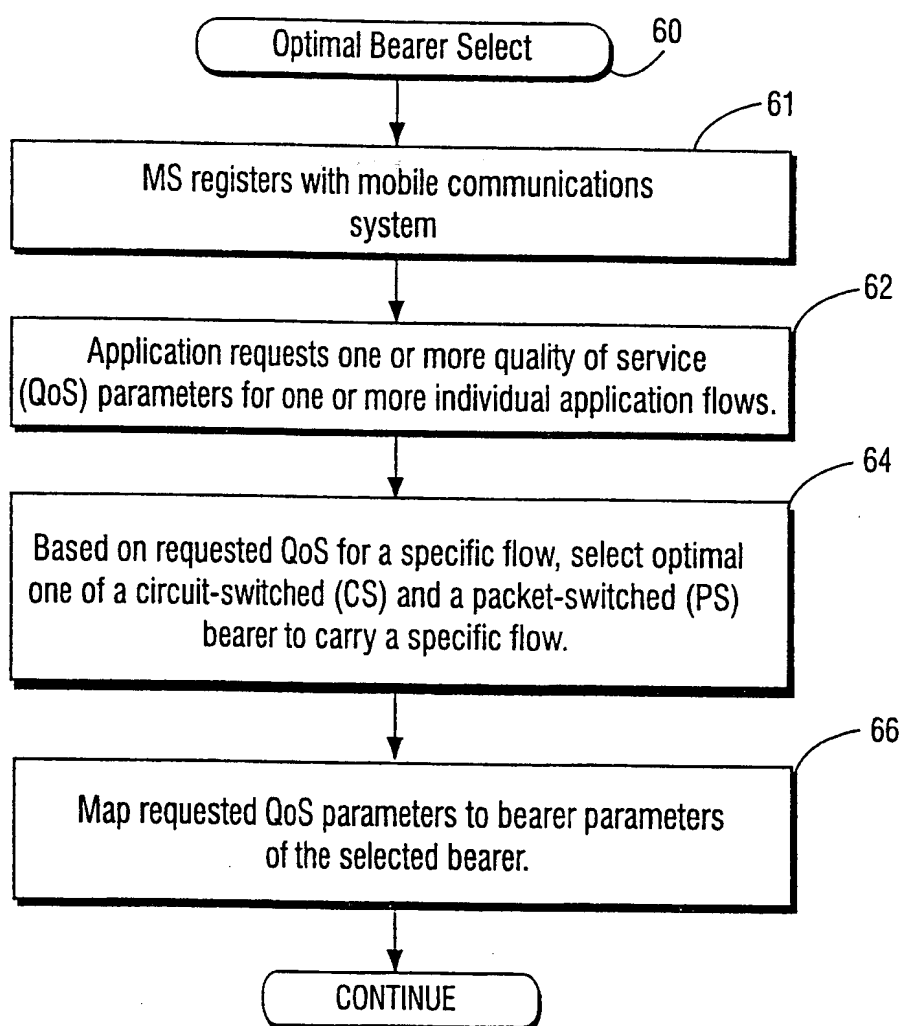 Optimal Bearer Select
60
61
MS registers with mobile communications
system
62
Application requests one or more quality of service
(QoS) parameters for one or more individual application flows.
64
Based on requested QoS for a specific flow, select optimal
one of a circuit-switched (CS) and a packet-switched (PS)
bearer to carry a specific flow.
66
Map requested QoS parameters to bearer parameters
of the selected bearer.
CONTINUE